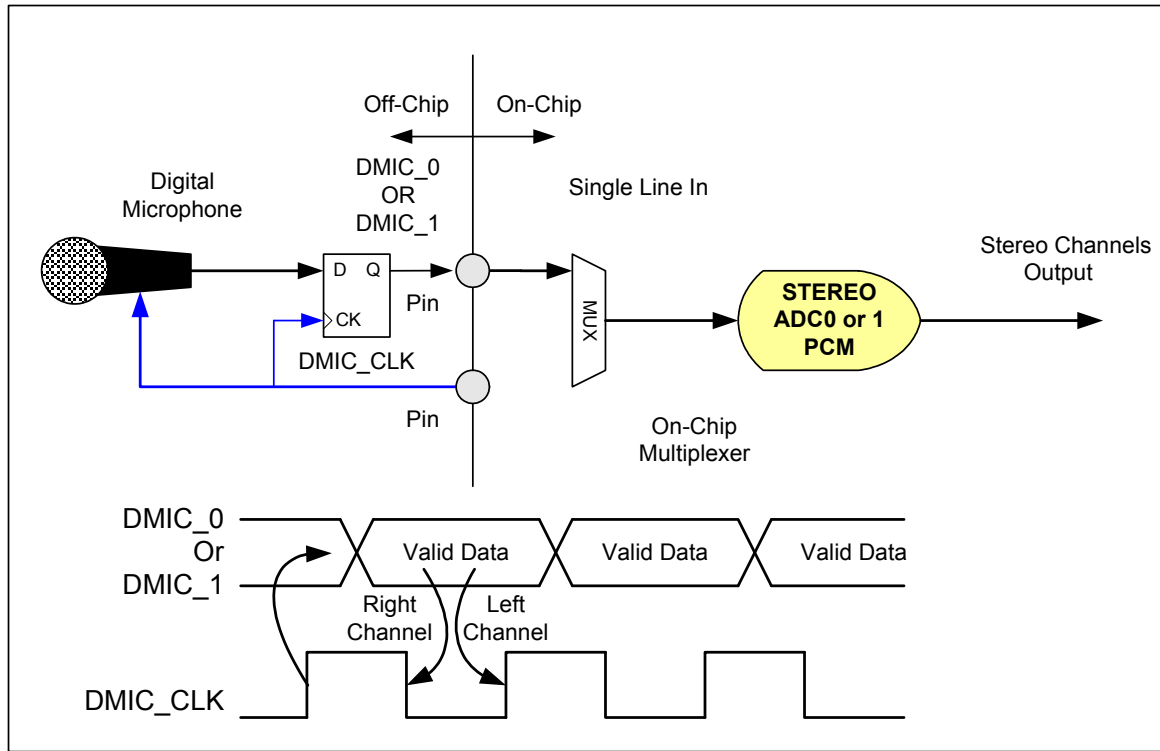 Off-Chip
On-Chip
DMIC_0
OR
DMIC_1
Digital
Microphone
Single Line In
Stereo Channels
Output
D Q
CK
Pin
DMIC_CLK
Pin
MUX
STEREO
ADC0 or 1
PCM
On-Chip
Multiplexer
DMIC_0
Or
DMIC_1
Valid Data
Valid Data
Valid Data
Right
Channel
Left
Channel
DMIC_CLK